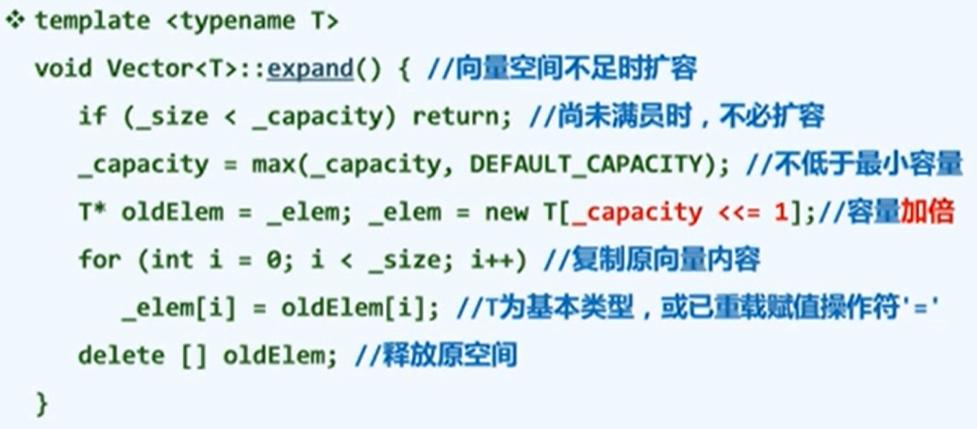 ❖ template <typename T>
void Vector<T>::expand() { //向量空间不足时扩容
if (_size < _capacity) return; //尚未满员时，不必扩容
_capacity = max(_capacity, DEFAULT_CAPACITY); //不低于最小容量
T* oldElem = _elem; _elem = new T[_capacity <<= 1];//容量加倍
for (int i = 0; i < _size; i++) //复制原向量内容
_elem[i] = oldElem[i]; //T为基本类型，或已重载赋值操作符'='
delete [] oldElem; //释放原空间
}